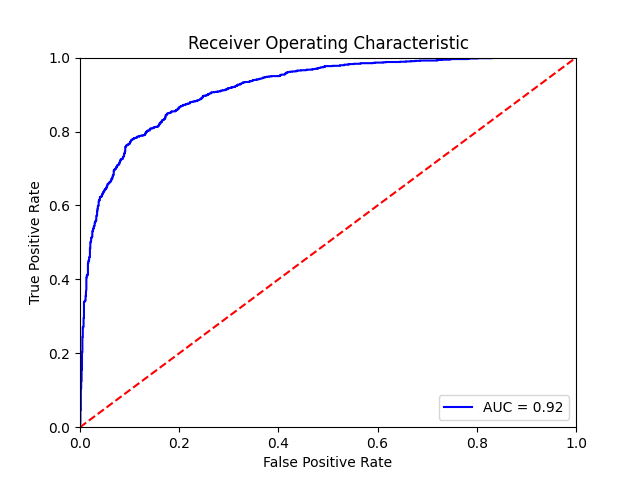 Receiver Operating Characteristic
1.0
0.8
0.6
0.4
0.2
0.0
True Positive Rate
AUC = 0.92
0.0 0.2 0.4 0.6 0.8 1.0
False Positive Rate